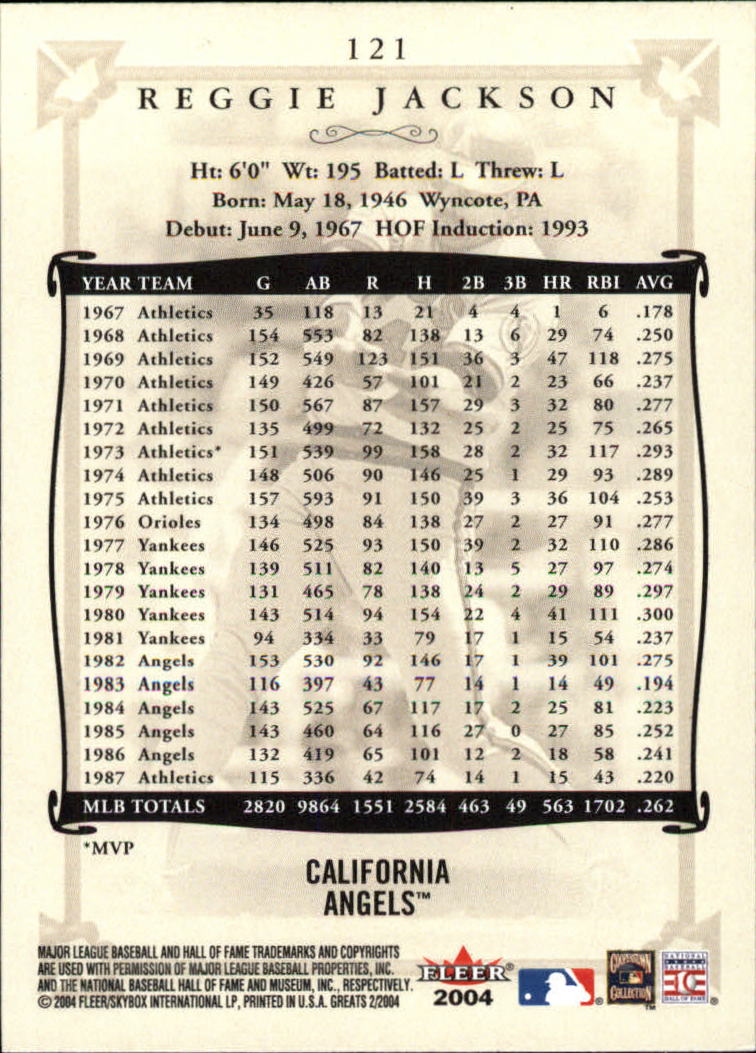 121
REGGIE JACKSON
Ht: 6'0" Wt: 195 Batted: L Threw: L
Born: May 18, 1946 Wyncote, PA
Debut: June 9, 1967 HOF Induction: 1993
YEAR TEAM G AB R H 2B 3B HR RBI AVG
1967 Athletics 35 118 13 21 4 4 1 6 .178
1968 Athletics 154 553 82 138 13 6 29 74 .250
1969 Athletics 152 549 123 151 36 3 47 118 .275
1970 Athletics 149 426 57 101 21 2 23 66 .237
1971 Athletics 150 567 87 157 29 3 32 80 .277
1972 Athletics 135 499 72 132 25 2 25 75 .265
1973 Athletics* 151 539 99 158 28 2 32 117 .293
1974 Athletics 148 506 90 146 25 1 29 93 .289
1975 Athletics 157 593 91 150 39 3 36 104 .253
1976 Orioles 134 498 84 138 27 2 27 91 .277
1977 Yankees 146 525 93 150 39 2 32 110 .286
1978 Yankees 139 511 82 140 13 5 27 97 .274
1979 Yankees 131 465 78 138 24 2 29 89 .297
1980 Yankees 143 514 94 154 22 4 41 111 .300
1981 Yankees 94 334 33 79 17 1 15 54 .237
1982 Angels 153 530 92 146 17 1 39 101 .275
1983 Angels 116 397 43 77 14 1 14 49 .194
1984 Angels 143 525 67 117 17 2 25 81 .223
1985 Angels 143 460 64 116 27 0 27 85 .252
1986 Angels 132 419 65 101 12 2 18 58 .241
1987 Athletics 115 336 42 74 14 1 15 43 .220
MLB TOTALS 2820 9864 1551 2584 463 49 563 1702 .262
*MVP
CALIFORNIA
ANGELS™
MAJOR LEAGUE BASEBALL AND HALL OF FAME TRADEMARKS AND COPYRIGHTS
ARE USED WITH PERMISSION OF MAJOR LEAGUE BASEBALL PROPERTIES, INC.
AND THE NATIONAL BASEBALL HALL OF FAME AND MUSEUM, INC., RESPECTIVELY.
© 2004 FLEER/SKYBOX INTERNATIONAL LP, PRINTED IN U.S.A. GREATS 2/2004
FLEER®
2004
®
COOPERSTOWN
COLLECTION
™
NATIONAL
BASEBALL
HALL OF FAME
®